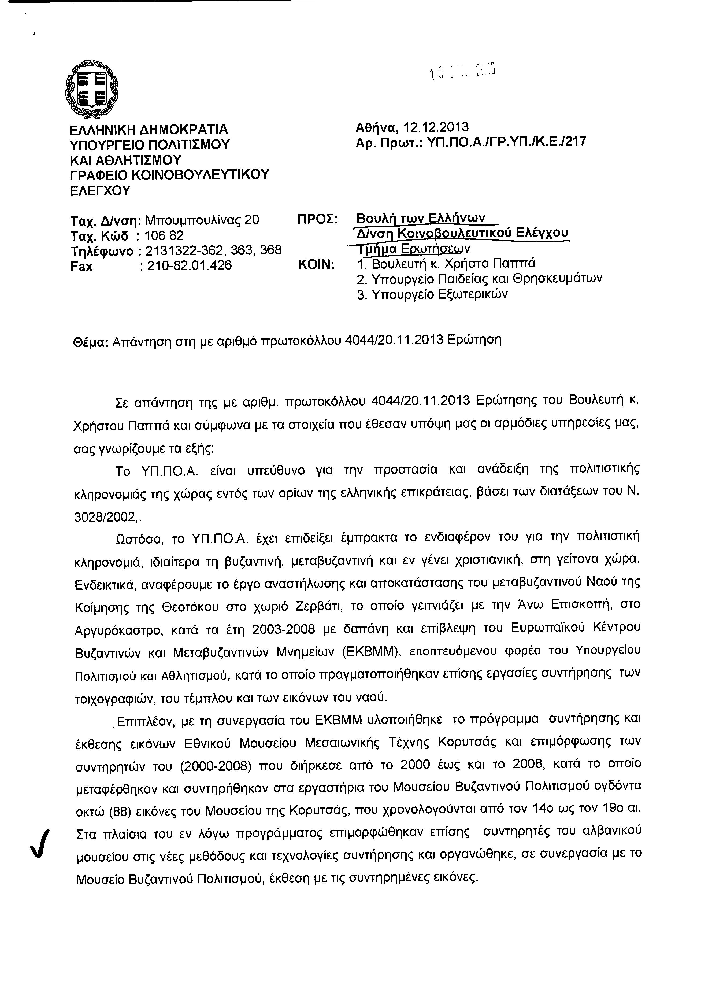 ΕΛΛΗΝΙΚΗ ΔΗΜΟΚΡΑΤΙΑ
ΥΠΟΥΡΓΕΙΟ ΠΟΛΙΤΙΣΜΟΥ
ΚΑΙ ΑΘΛΗΤΙΣΜΟΥ
ΓΡΑΦΕΙΟ ΚΟΙΝΟΒΟΥΛΕΥΤΙΚΟΥ
ΕΛΕΓΧΟΥ
Αθήνα, 12.12.2013
Αρ. Πρωτ.: ΥΠ.ΠΟ.Α./ΓΡ.ΥΠ./Κ.Ε./217
Ταχ. Δ/νση: Μπουμπουλίνας 20
Ταχ. Κώδ : 106 82
Τηλέφωνο : 2131322-362, 363, 368
Fax : 210-82.01.426
ΠΡΟΣ: Βουλή των Ελλήνων
Δ/νση Κοινοβουλευτικού Ελέγχου
Τμήμα Ερωτήσεων
ΚΟΙΝ: 1. Βουλευτή κ. Χρήστο Παππά
2. Υπουργείο Παιδείας και Θρησκευμάτων
3. Υπουργείο Εξωτερικών
Θέμα: Απάντηση στη με αριθμό πρωτοκόλλου 4044/20.11.2013 Ερώτηση
Σε απάντηση της με αριθμ. πρωτοκόλλου 4044/20.11.2013 Ερώτησης του Βουλευτή κ.
Χρήστου Παππά και σύμφωνα με τα στοιχεία που έθεσαν υπόψη μας οι αρμόδιες υπηρεσίες μας,
σας γνωρίζουμε τα εξής:
Το ΥΠ.ΠΟ.Α. είναι υπεύθυνο για την προστασία και ανάδειξη της πολιτιστικής
κληρονομιάς της χώρας εντός των ορίων της ελληνικής επικράτειας, βάσει των διατάξεων του Ν.
3028/2002,.
Ωστόσο, το ΥΠ.ΠΟ.Α. έχει επιδείξει έμπρακτα το ενδιαφέρον του για την πολιτιστική
κληρονομιά, ιδιαίτερα τη βυζαντινή, μεταβυζαντινή και εν γένει χριστιανική, στη γείτονα χώρα.
Ενδεικτικά, αναφέρουμε το έργο αναστήλωσης και αποκατάστασης του μεταβυζαντινού Ναού της
Κοίμησης της Θεοτόκου στο χωριό Ζερβάτι, το οποίο γειτνιάζει με την Άνω Επισκοπή, στο
Αργυρόκαστρο, κατά τα έτη 2003-2008 με δαπάνη και επίβλεψη του Ευρωπαϊκού Κέντρου
Βυζαντινών και Μεταβυζαντινών Μνημείων (ΕΚΒΜΜ), εποπτευόμενου φορέα του Υπουργείου
Πολιτισμού και Αθλητισμού, κατά το οποίο πραγματοποιήθηκαν επίσης εργασίες συντήρησης των
τοιχογραφιών, του τέμπλου και των εικόνων του ναού.
Επιπλέον, με τη συνεργασία του ΕΚΒΜΜ υλοποιήθηκε το πρόγραμμα συντήρησης και
έκθεσης εικόνων Εθνικού Μουσείου Μεσαιωνικής Τέχνης Κορυτσάς και επιμόρφωσης των
συντηρητών του (2000-2008) που διήρκεσε από το 2000 έως και το 2008, κατά το οποίο
μεταφέρθηκαν και συντηρήθηκαν στα εργαστήρια του Μουσείου Βυζαντινού Πολιτισμού ογδόντα
οκτώ (88) εικόνες του Μουσείου της Κορυτσάς, που χρονολογούνται από τον 14ο ως τον 19ο αι.
Στα πλαίσια του εν λόγω προγράμματος επιμορφώθηκαν επίσης συντηρητές του αλβανικού
μουσείου στις νέες μεθόδους και τεχνολογίες συντήρησης και οργανώθηκε, σε συνεργασία με το
Μουσείο Βυζαντινού Πολιτισμού, έκθεση με τις συντηρημένες εικόνες.